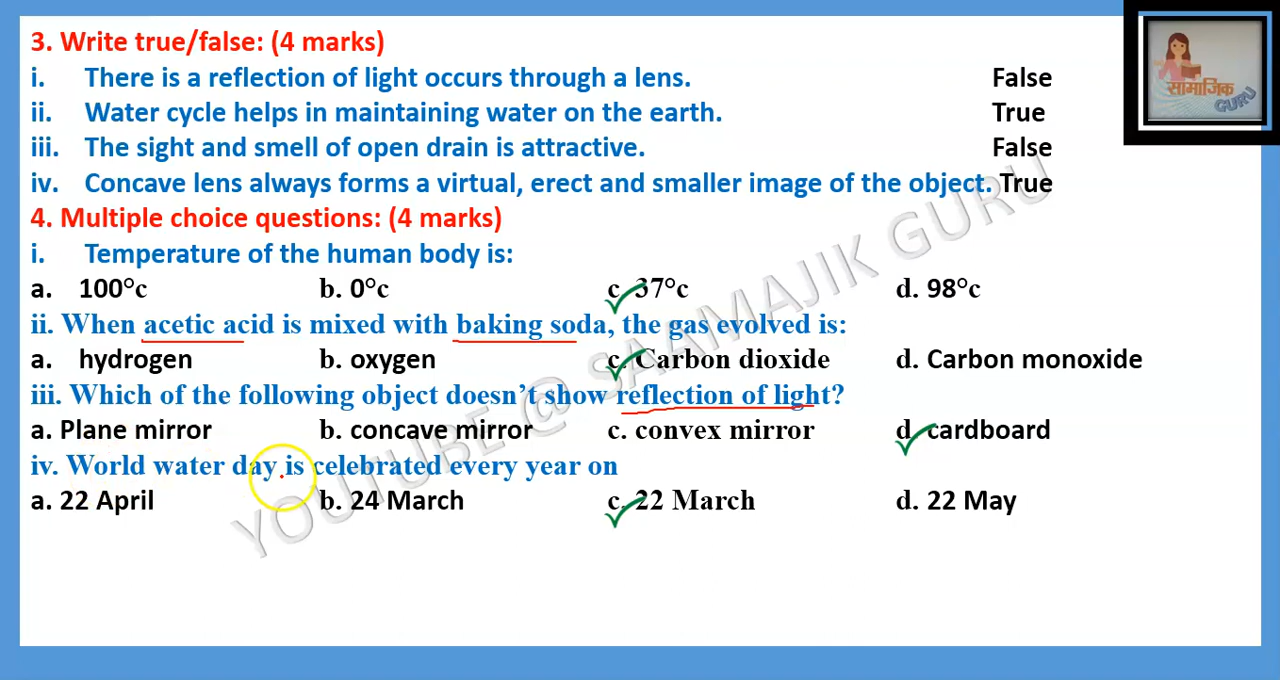 3. Write true/false: (4 marks)
i. There is a reflection of light occurs through a lens. False
ii. Water cycle helps in maintaining water on the earth. True
iii. The sight and smell of open drain is attractive. False
iv. Concave lens always forms a virtual, erect and smaller image of the object. True
4. Multiple choice questions: (4 marks)
i. Temperature of the human body is:
a. 100°c b. 0°c c. 37°c d. 98°c
ii. When acetic acid is mixed with baking soda, the gas evolved is:
a. hydrogen b. oxygen c. Carbon dioxide d. Carbon monoxide
iii. Which of the following object doesn't show reflection of light?
a. Plane mirror b. concave mirror c. convex mirror d. cardboard
iv. World water day is celebrated every year on
a. 22 April b. 24 March c. 22 March d. 22 May
YOUTUBE @ SAAMAJIK GURU
सामाजिक
GURU